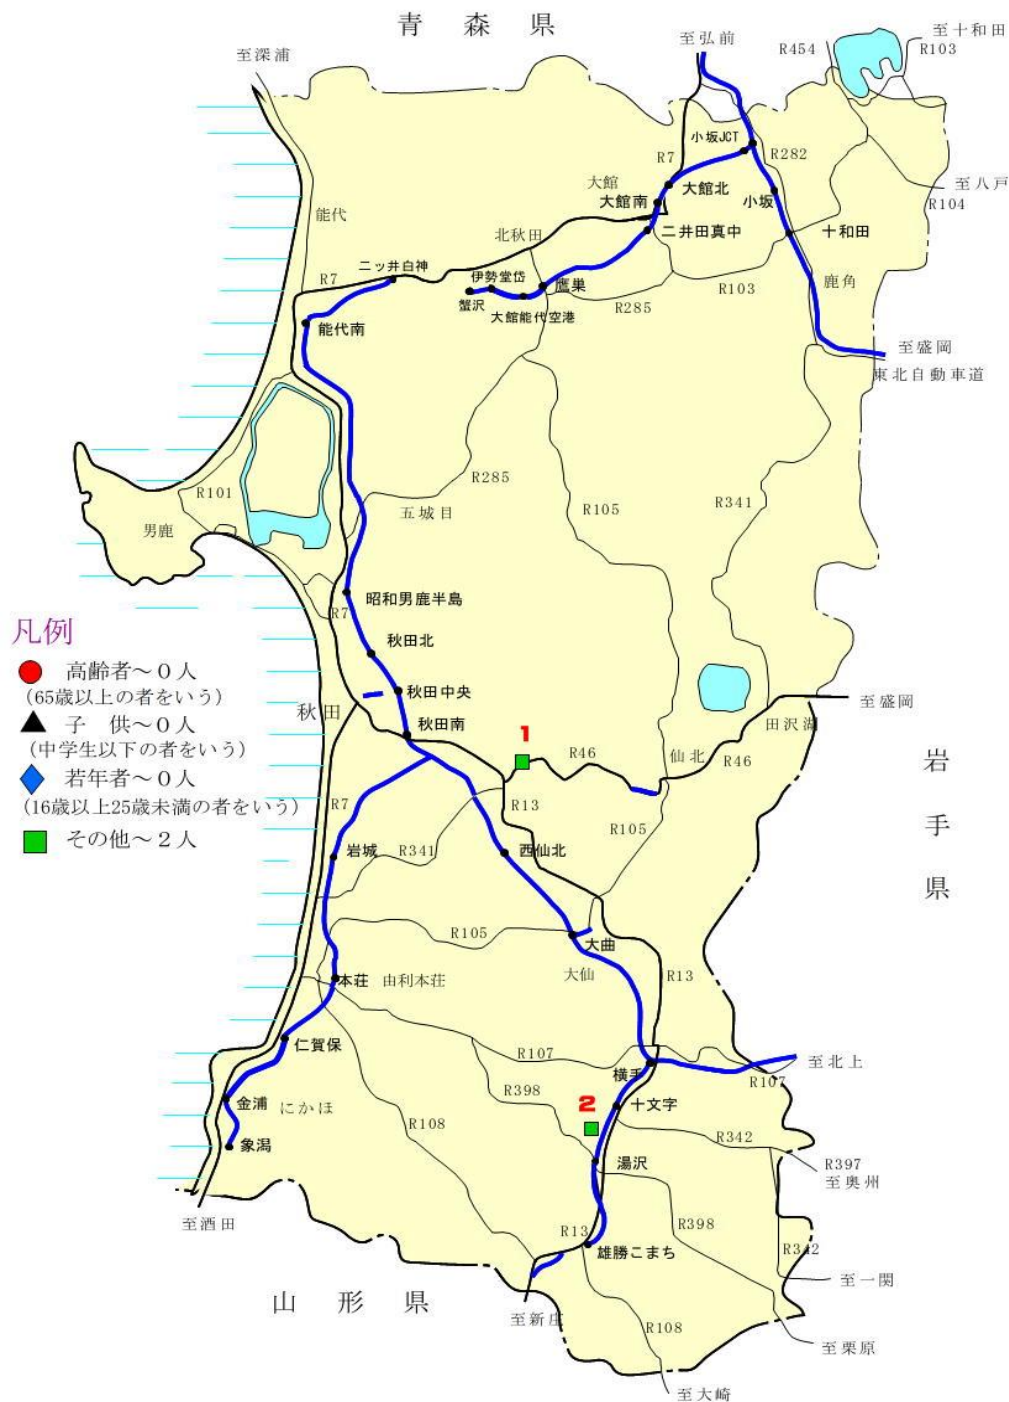 青森県
至深浦
至弘前
R454
至十和田
R103
小坂JCT
R282
R7
大館
大館北
大館南
小坂
至八戸
R104
能代
北秋田
二井田真中
十和田
二ッ井白神
R7
伊勢堂岱
鷹巣
鹿角
蟹沢
大館能代空港
R285
R103
能代南
至盛岡
東北自動車道
R285
R101
R105
R341
五城目
男鹿
R7
昭和男鹿半島
凡例
秋田北
高齢者～0人
(65歳以上の者をいう)
秋田中央
至盛岡
秋田
子 供～0人
秋田南
田沢湖
1
(中学生以下の者をいう)
R46
仙北
R46
若年者～0人
R7
R13
(16歳以上25歳未満の者をいう)
R105
その他～2人
岩城
R341
西仙北
岩手県
R105
大曲
本荘
由利本荘
大仙
R13
仁賀保
R107
横手
至北上
R107
R398
金浦
にかほ
2
十文字
R108
R342
象潟
湯沢
R397
至奥州
至酒田
R13
R398
雄勝こまち
R342
至一関
山形県
至新庄
R108
至栗原
至大崎